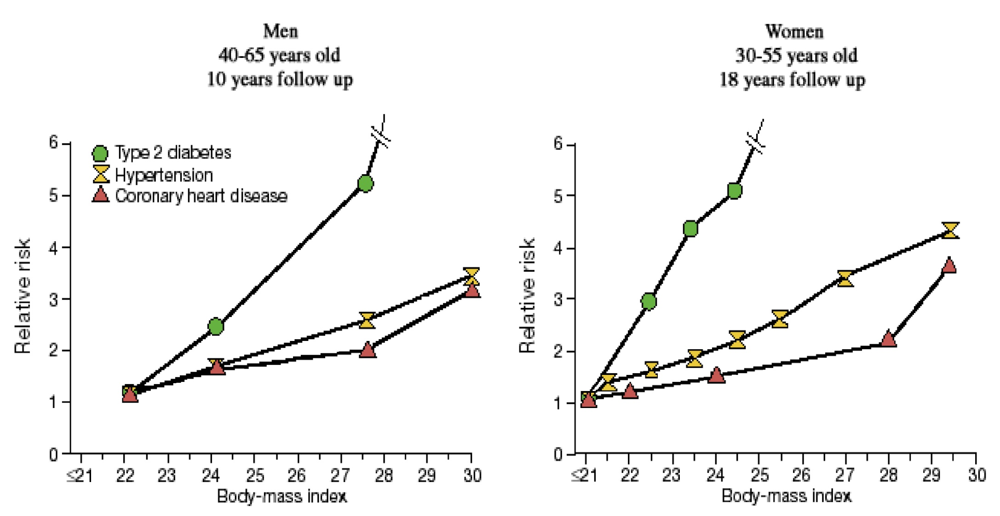 Men
40-65 years old
10 years follow up
6
5
4
3
2
1
0
Relative risk
Type 2 diabetes
Hypertension
Coronary heart disease
≤21 22 23 24 25 26 27 28 29 30
Body-mass index
Women
30-55 years old
18 years follow up
6
5
4
3
2
1
0
Relative risk
≤21 22 23 24 25 26 27 28 29 30
Body-mass index